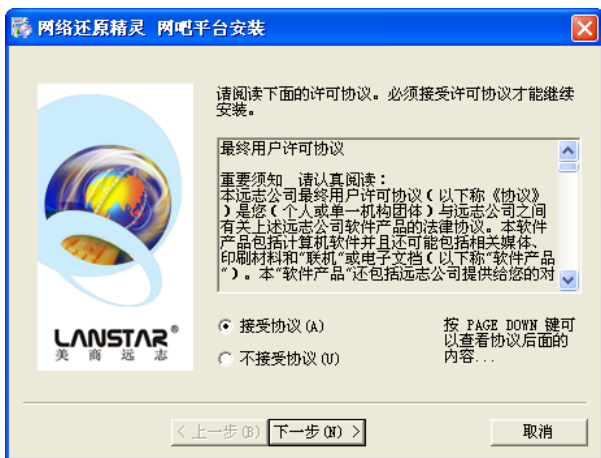 网络还原精灵 网吧平台安装
请阅读下面的许可协议。必须接受许可协议才能继续
安装。
最终用户许可协议
重要须知 请认真阅读：
本远志公司最终用户许可协议(以下称《协议》
)是您(个人或单一机构团体)与远志公司之间
有关上述远志公司软件产品的法律协议。本软件
产品包括计算机软件并且还可能包括相关媒体、
印刷材料和“联机”或电子文档(以下称“软件产品
”)。本“软件产品”还包括远志公司提供给您的对
接受协议(A)
不接受协议(U)
按 PAGE DOWN 键可
以查看协议后面的
内容...
LANSTAR®
美商远志
< 上一步(B)
下一步(N) >
取消